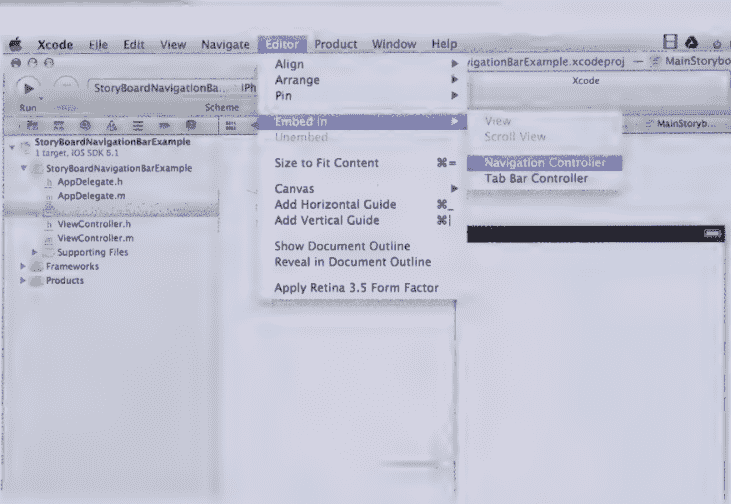 Xcode File Edit View Navigate Editor Product Window Help
vigationBarExample.xcodeproj — MainStorybo
Xcode
StoryBoardNavigationBa... iPh
Run Scheme
MainStoryb...
StoryBoardNavigationBarExample
1 target, iOS SDK 6.1
StoryBoardNavigationBarExample
AppDelegate.h
AppDelegate.m
ViewController.h
ViewController.m
Supporting Files
Frameworks
Products
Align
Arrange
Pin
Embed In
Unembed
Size to Fit Content ⌘=
Canvas
Add Horizontal Guide ⌘_
Add Vertical Guide ⌘|
Show Document Outline
Reveal in Document Outline
Apply Retina 3.5 Form Factor
View
Scroll View
Navigation Controller
Tab Bar Controller